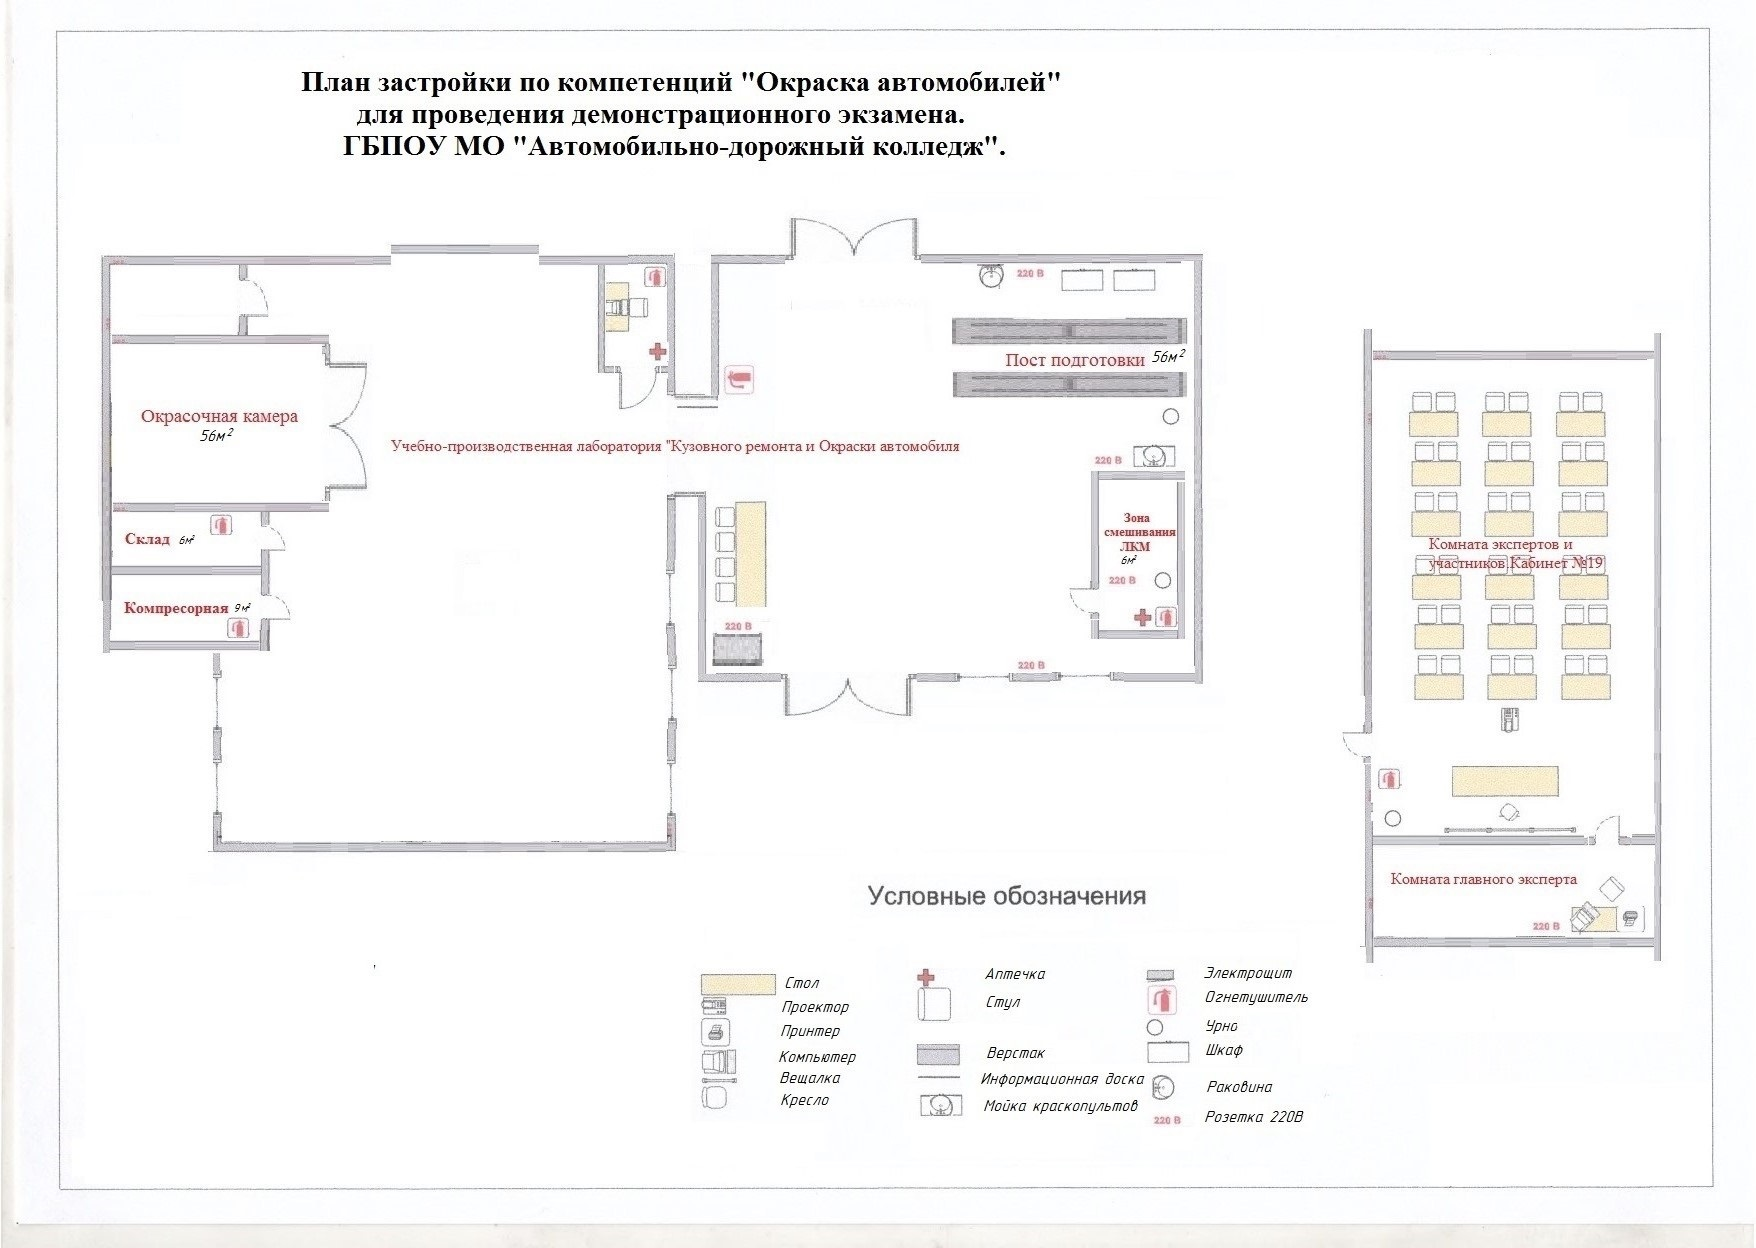 План застройки по компетенций "Окраска автомобилей"
для проведения демонстрационного экзамена.
ГБПОУ МО "Автомобильно-дорожный колледж".
220 В
Пост подготовки 56м²
Окрасочная камера
56м²
Учебно-производственная лаборатория "Кузовного ремонта и Окраски автомобиля
220 В
Зона
смешивания
ЛКМ
6м²
220 В
Склад 6м²
Компресорная 9м²
220 В
220 В
Комната экспертов и
участников.Кабинет №19
Комната главного эксперта
220 В
Условные обозначения
Стол
Проектор
Принтер
Компьютер
Вещалка
Кресло
Аптечка
Стул
Верстак
Информационная доска
Мойка краскопультов
Электрощит
Огнетушитель
Урна
Шкаф
Раковина
220 В Розетка 220В